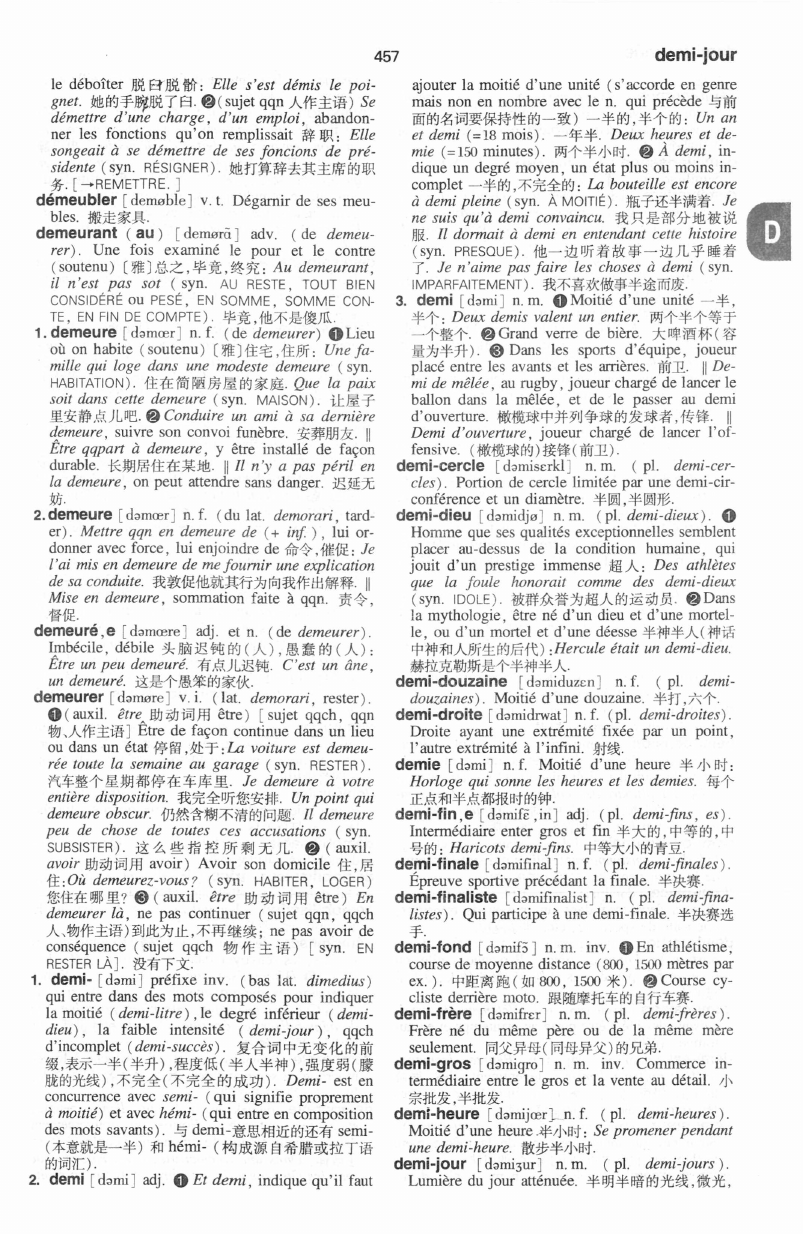 457
demi-jour
le déboîter 脱臼脱骱: Elle s'est démis le poi-
gnet. 她的手腕脱了臼. ❷(sujet qqn 人作主语) Se
démettre d'une charge, d'un emploi, abandon-
ner les fonctions qu'on remplissait 辞职: Elle
songeait à se démettre de ses foncions de pré-
sidente (syn. RÉSIGNER). 她打算辞去其主席的职
务. [→REMETTRE.]
démeubler [demøble] v.t. Dégarnir de ses meu-
bles. 搬走家具.
demeurant (au) [demørɑ̃] adv. (de demeu-
rer). Une fois examiné le pour et le contre
(soutenu) [雅]总之,毕竟,终究: Au demeurant,
il n'est pas sot (syn. AU RESTE, TOUT BIEN
CONSIDÉRÉ ou PESÉ, EN SOMME, SOMME CON-
TE, EN FIN DE COMPTE). 毕竟,他不是傻瓜.
1. demeure [dəmœr] n.f. (de demeurer) ❶Lieu
où on habite (soutenu) [雅]住宅,住所: Une fa-
mille qui loge dans une modeste demeure (syn.
HABITATION). 住在简陋房屋的家庭. Que la paix
soit dans cette demeure (syn. MAISON). 让屋子
里安静点儿吧. ❷Conduire un ami à sa dernière
demeure, suivre son convoi funèbre. 安葬朋友. ‖
Être qqpart à demeure, y être installé de façon
durable. 长期居住在某地. ‖ Il n'y a pas péril en
la demeure, on peut attendre sans danger. 迟延无
妨.
2. demeure [dəmœr] n.f. (du lat. demorari, tard-
er). Mettre qqn en demeure de (+ inf.), lui or-
donner avec force, lui enjoindre de 命令,催促: Je
l'ai mis en demeure de me fournir une explication
de sa conduite. 我敦促他就其行为向我作出解释. ‖
Mise en demeure, sommation faite à qqn. 责令,
督促.
demeuré,e [dəmœre] adj. et n. (de demeurer).
Imbécile, débile 头脑迟钝的(人),愚蠢的(人):
Être un peu demeuré. 有点儿迟钝. C'est un âne,
un demeuré. 这是个愚笨的家伙.
demeurer [dəmøre] v.i. (lat. demorari, rester).
❶(auxil. être 助动词用 être) [sujet qqch, qqn
物、人作主语] Être de façon continue dans un lieu
ou dans un état 停留,处于: La voiture est demeu-
rée toute la semaine au garage (syn. RESTER).
汽车整个星期都停在车库里. Je demeure à votre
entière disposition. 我完全听您安排. Un point qui
demeure obscur. 仍然含糊不清的问题. Il demeure
peu de chose de toutes ces accusations (syn.
SUBSISTER). 这么些指控所剩无几. ❷(auxil.
avoir 助动词用 avoir) Avoir son domicile 住,居
住: Où demeurez-vous? (syn. HABITER, LOGER)
您住在哪里? ❸(auxil. être 助动词用 être) En
demeurer là, ne pas continuer (sujet qqn, qqch
人、物作主语)到此为止,不再继续; ne pas avoir de
conséquence (sujet qqch 物作主语) [syn. EN
RESTER LÀ]. 没有下文.
1. demi- [dəmi] préfixe inv. (bas lat. dimedius)
qui entre dans des mots composés pour indiquer
la moitié (demi-litre), le degré inférieur (demi-
dieu), la faible intensité (demi-jour), qqch
d'incomplet (demi-succès). 复合词中无变化的前
缀,表示一半(半升),程度低(半人半神),强度弱(朦
胧的光线),不完全(不完全的成功). Demi- est en
concurrence avec semi- (qui signifie proprement
à moitié) et avec hémi- (qui entre en composition
des mots savants). 与 demi-意思相近的还有 semi-
(本意就是一半) 和 hémi- (构成源自希腊或拉丁语
的词汇).
2. demi [dəmi] adj. ❶ Et demi, indique qu'il faut
ajouter la moitié d'une unité (s'accorde en genre
mais non en nombre avec le n. qui précède 与前
面的名词要保持性的一致) 一半的,半个的: Un an
et demi (=18 mois). 一年半. Deux heures et de-
mie (=150 minutes). 两个半小时. ❷ À demi, in-
dique un degré moyen, un état plus ou moins in-
complet 一半的,不完全的: La bouteille est encore
à demi pleine (syn. À MOITIÉ). 瓶子还半满着. Je
ne suis qu'à demi convaincu. 我只是部分地被说
服. Il dormait à demi en entendant cette histoire
(syn. PRESQUE). 他一边听着故事一边几乎睡着
了. Je n'aime pas faire les choses à demi (syn.
IMPARFAITEMENT). 我不喜欢做事半途而废.
D
3. demi [dəmi] n.m. ❶Moitié d'une unité 一半,
半个: Deux demis valent un entier. 两个半个等于
一个整个. ❷Grand verre de bière. 大啤酒杯(容
量为半升). ❸ Dans les sports d'équipe, joueur
placé entre les avants et les arrières. 前卫. ‖ De-
mi de mêlée, au rugby, joueur chargé de lancer le
ballon dans la mêlée, et de le passer au demi
d'ouverture. 橄榄球中并列争球的发球者,传锋. ‖
Demi d'ouverture, joueur chargé de lancer l'of-
fensive. (橄榄球的)接锋(前卫).
demi-cercle [dəmisɛrkl] n.m. (pl. demi-cer-
cles). Portion de cercle limitée par une demi-cir-
conférence et un diamètre. 半圆,半圆形.
demi-dieu [dəmidjø] n.m. (pl. demi-dieux). ❶
Homme que ses qualités exceptionnelles semblent
placer au-dessus de la condition humaine, qui
jouit d'un prestige immense 超人: Des athlètes
que la foule honorait comme des demi-dieux
(syn. IDOLE). 被群众誉为超人的运动员. ❷Dans
la mythologie, être né d'un dieu et d'une mortel-
le, ou d'un mortel et d'une déesse 半神半人(神话
中神和人所生的后代): Hercule était un demi-dieu.
赫拉克勒斯是个半神半人.
demi-douzaine [dəmiduzɛn] n.f. (pl. demi-
douzaines). Moitié d'une douzaine. 半打,六个.
demi-droite [dəmidrwat] n.f. (pl. demi-droites).
Droite ayant une extrémité fixée par un point,
l'autre extrémité à l'infini. 射线.
demie [dəmi] n.f. Moitié d'une heure 半小时:
Horloge qui sonne les heures et les demies. 每个
正点和半点都报时的钟.
demi-fin,e [dəmifɛ̃,in] adj. (pl. demi-fins, es).
Intermédiaire enter gros et fin 半大的,中等的,中
号的: Haricots demi-fins. 中等大小的青豆.
demi-finale [dəmifinal] n.f. (pl. demi-finales).
Épreuve sportive précédant la finale. 半决赛.
demi-finaliste [dəmifinalist] n. (pl. demi-fina-
listes). Qui participe à une demi-finale. 半决赛选
手.
demi-fond [dəmifɔ̃] n.m. inv. ❶En athlétisme,
course de moyenne distance (800, 1500 mètres par
ex.). 中距离跑(如 800, 1500 米). ❷Course cy-
cliste derrière moto. 跟随摩托车的自行车赛.
demi-frère [dəmifrɛr] n.m. (pl. demi-frères).
Frère né du même père ou de la même mère
seulement. 同父异母(同母异父)的兄弟.
demi-gros [dəmigro] n. m. inv. Commerce in-
termédiaire entre le gros et la vente au détail. 小
宗批发,半批发.
demi-heure [dəmijœr] n.f. (pl. demi-heures).
Moitié d'une heure 半小时: Se promener pendant
une demi-heure. 散步半小时.
demi-jour [dəmiʒur] n.m. (pl. demi-jours).
Lumière du jour atténuée. 半明半暗的光线,微光,